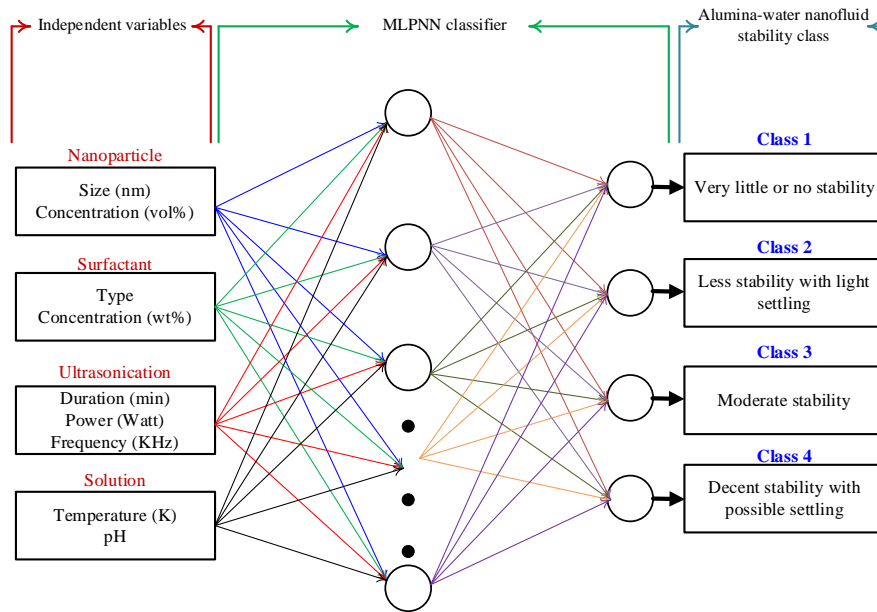 Independent variables
MLPNN classifier
Alumina-water nanofluid
stability class
Nanoparticle
Size (nm)
Concentration (vol%)
Surfactant
Type
Concentration (wt%)
Ultrasonication
Duration (min)
Power (Watt)
Frequency (KHz)
Solution
Temperature (K)
pH
Class 1
Very little or no stability
Class 2
Less stability with light
settling
Class 3
Moderate stability
Class 4
Decent stability with
possible settling